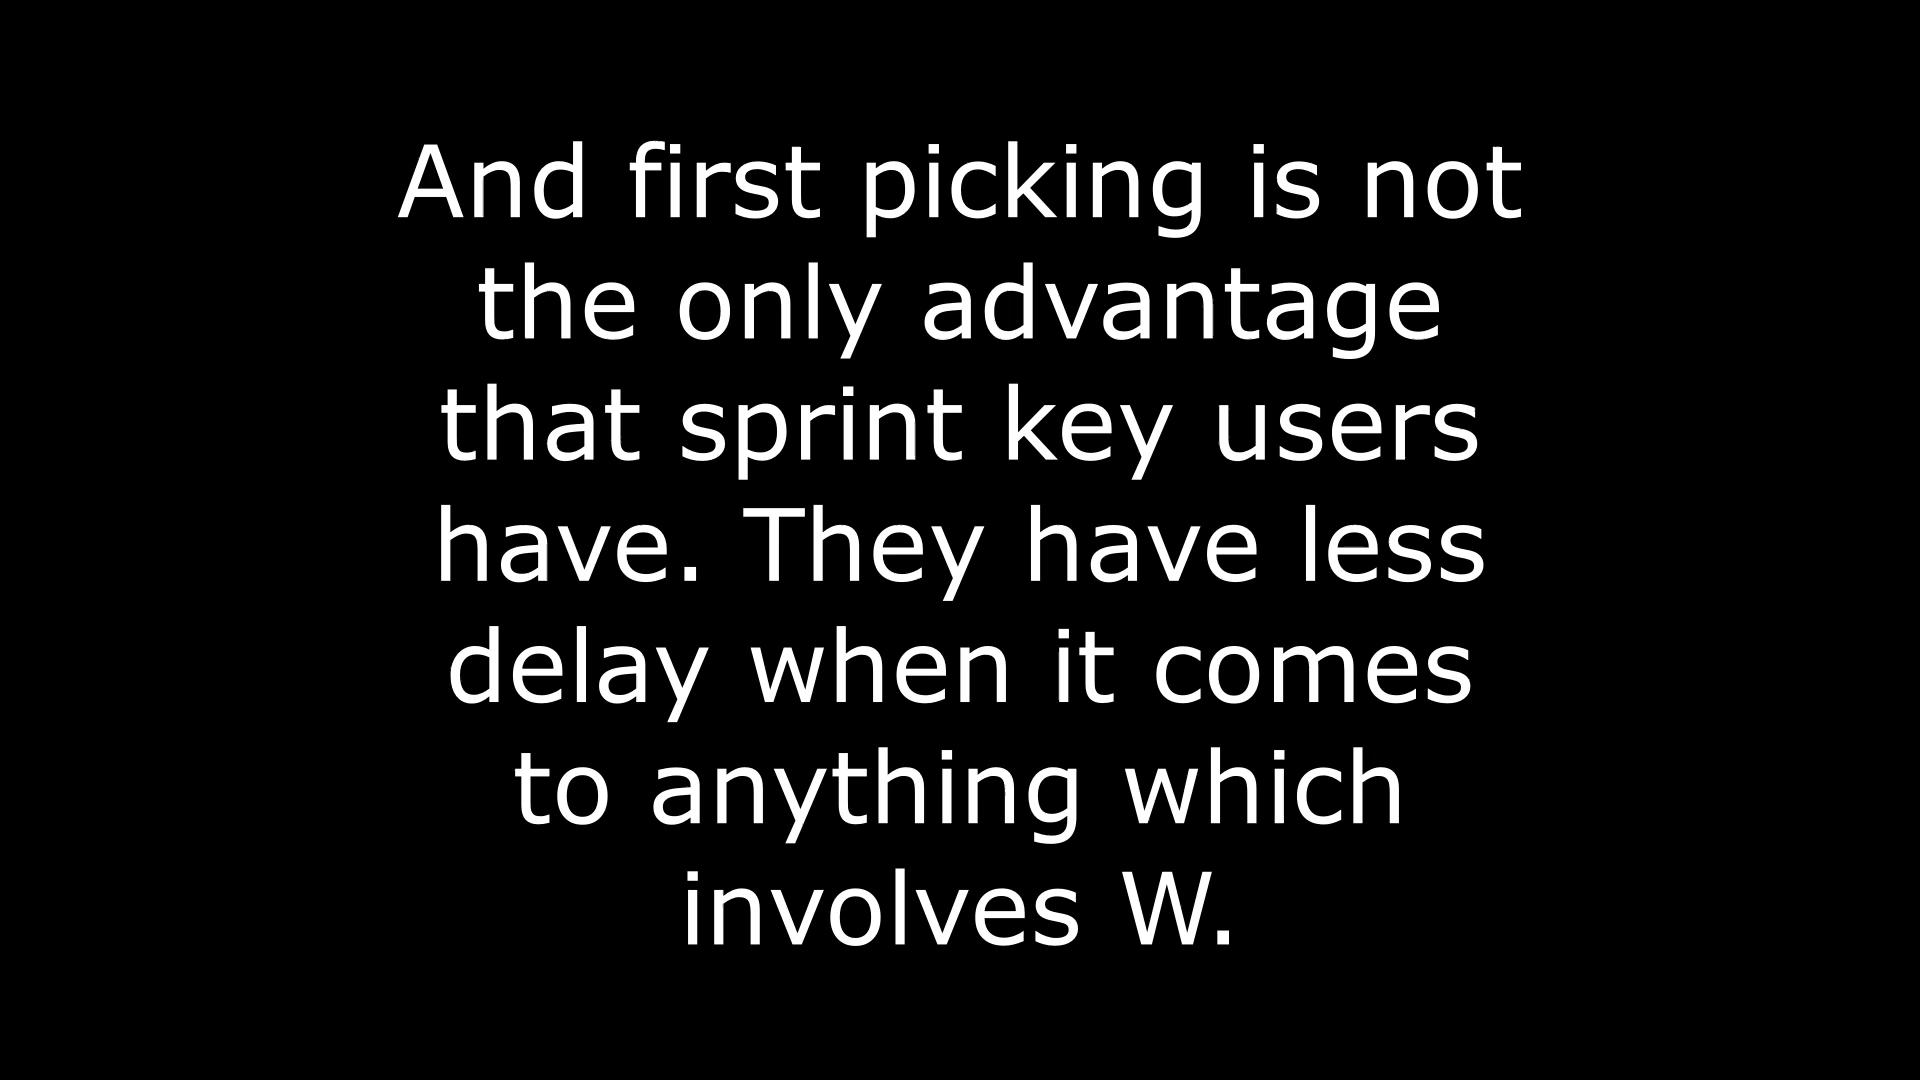 And first picking is not
the only advantage
that sprint key users
have. They have less
delay when it comes
to anything which
involves W.